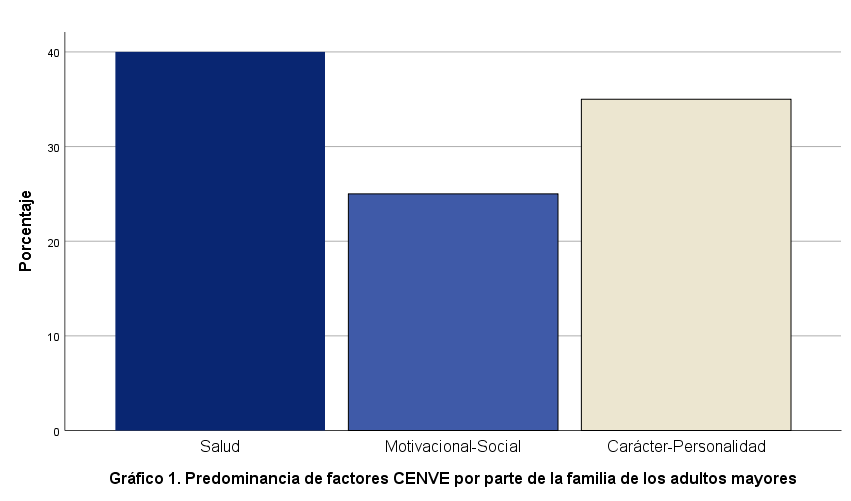 Porcentaje
40
30
20
10
0
Salud
Motivacional-Social
Carácter-Personalidad
Gráfico 1. Predominancia de factores CENVE por parte de la familia de los adultos mayores